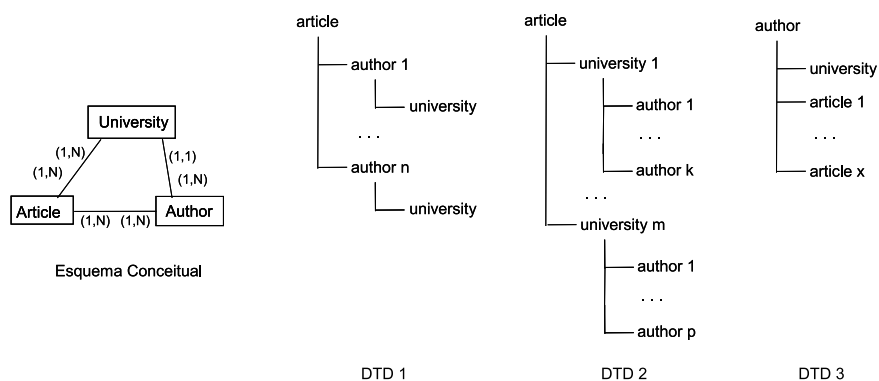 University
(1,N)
(1,1)
(1,N)
(1,N)
Article
Author
(1,N)
(1,N)
Esquema Conceitual
article
author 1
university
. . .
author n
university
DTD 1
article
university 1
author 1
. . .
author k
. . .
university m
author 1
. . .
author p
DTD 2
author
university
article 1
. . .
article x
DTD 3